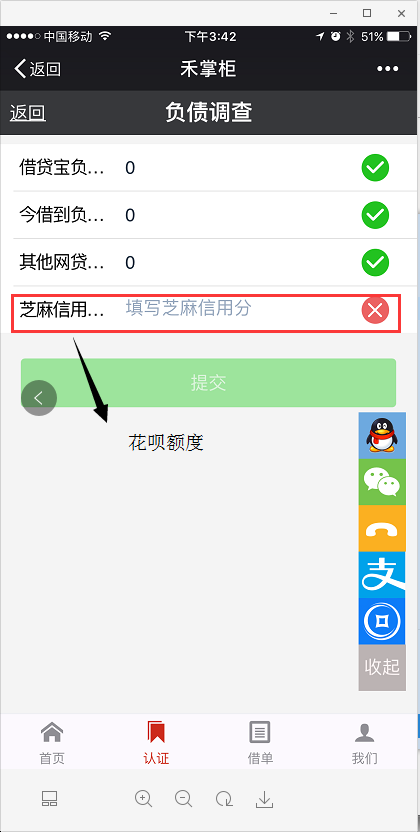 中国移动 下午3:42 51%
返回 禾掌柜
返回 负债调查
借贷宝负... 0
今借到负... 0
其他网贷... 0
芝麻信用... 填写芝麻信用分
提交
花呗额度
支
收起
首页 认证 借单 我们